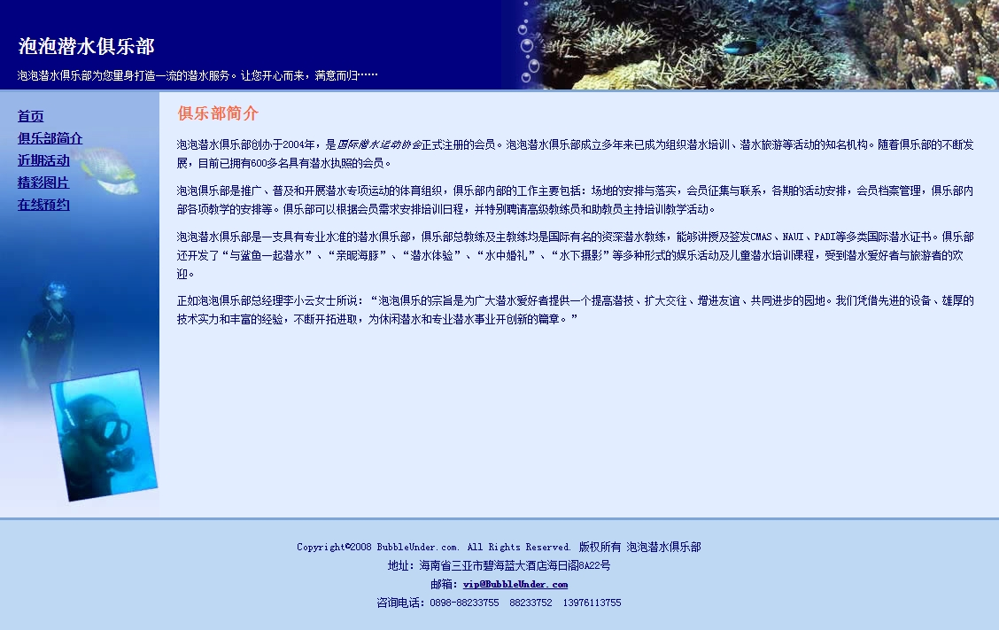 泡泡潜水俱乐部
泡泡潜水俱乐部为您量身打造一流的潜水服务。让您开心而来，满意而归……
首页
俱乐部简介
近期活动
精彩图片
在线预约
俱乐部简介
泡泡潜水俱乐部创办于2004年，是国际潜水运动协会正式注册的会员。泡泡潜水俱乐部成立多年来已成为组织潜水培训、潜水旅游等活动的知名机构。随着俱乐部的不断发
展，目前已拥有600多名具有潜水执照的会员。
泡泡俱乐部是推广、普及和开展潜水专项运动的体育组织，俱乐部内部的工作主要包括：场地的安排与落实，会员征集与联系，各期的活动安排，会员档案管理，俱乐部内
部各项教学的安排等。俱乐部可以根据会员需求安排培训日程，并特别聘请高级教练员和助教员主持培训教学活动。
泡泡潜水俱乐部是一支具有专业水准的潜水俱乐部，俱乐部总教练及主教练均是国际有名的资深潜水教练，能够讲授及签发CMAS、NAUI、PADI等多类国际潜水证书。俱乐部
还开发了“与鲨鱼一起潜水”、“亲昵海豚”、“潜水体验”、“水中婚礼”、“水下摄影”等多种形式的娱乐活动及儿童潜水培训课程，受到潜水爱好者与旅游者的欢
迎。
正如泡泡俱乐部总经理李小云女士所说：“泡泡俱乐的宗旨是为广大潜水爱好者提供一个提高潜技、扩大交往、增进友谊、共同进步的园地。我们凭借先进的设备、雄厚的
技术实力和丰富的经验，不断开拓进取，为休闲潜水和专业潜水事业开创新的篇章。”
Copyright©2008 BubbleUnder.com. All Rights Reserved. 版权所有 泡泡潜水俱乐部
地址：海南省三亚市碧海蓝大酒店海日阁8A22号
邮箱：vip@BubbleUnder.com
咨询电话：0898-88233755 88233752 13976113755